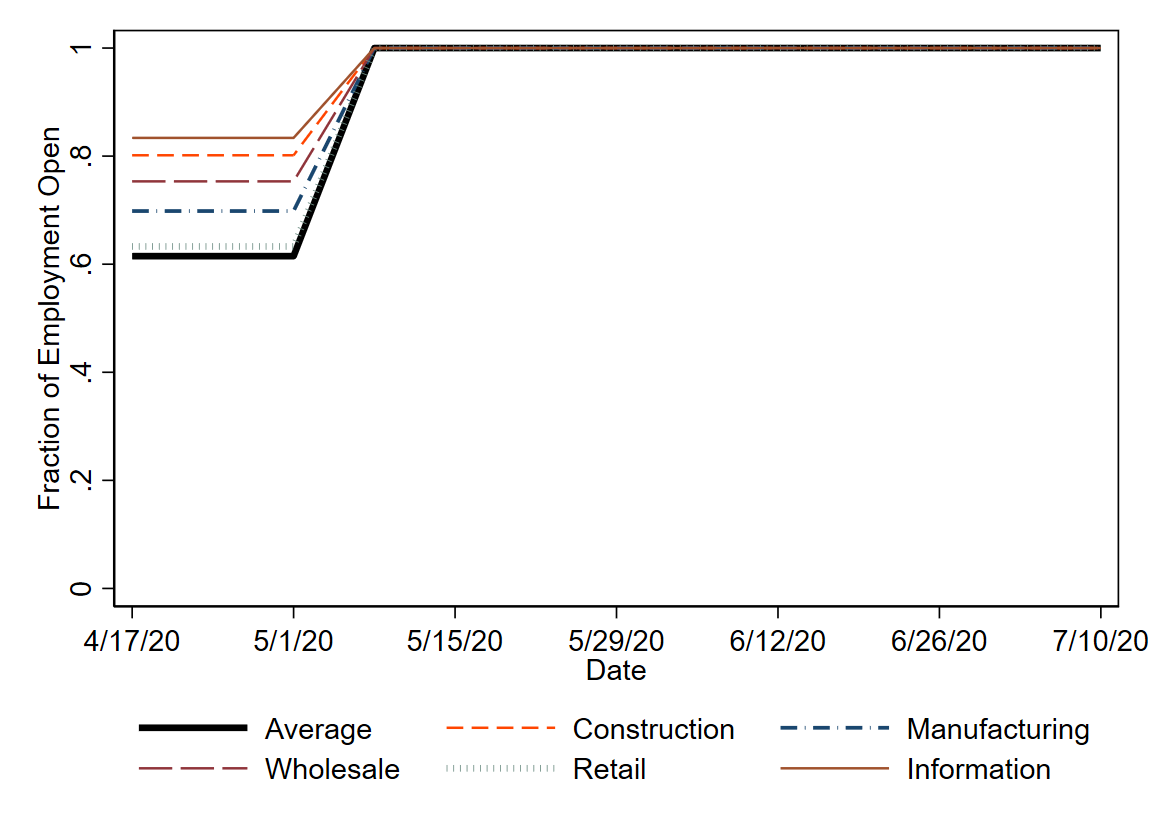 Fraction of Employment Open
1
.8
.6
.4
.2
0
4/17/20 5/1/20 5/15/20 5/29/20 6/12/20 6/26/20 7/10/20
Date
Average Construction Manufacturing
Wholesale Retail Information